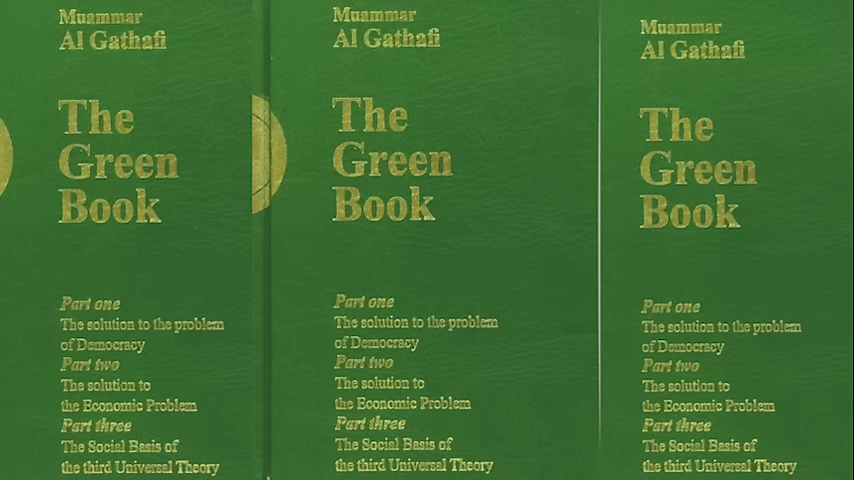 Muammar
Al Gathafi
The
Green
Book
Part one
The solution to the problem
of Democracy
Part two
The solution to
the Economic Problem
Part three
The Social Basis of
the third Universal Theory
Muammar
Al Gathafi
The
Green
Book
Part one
The solution to the problem
of Democracy
Part two
The solution to
the Economic Problem
Part three
The Social Basis of
the third Universal Theory
Muammar
Al Gathafi
The
Green
Book
Part one
The solution to the problem
of Democracy
Part two
The solution to
the Economic Problem
Part three
The Social Basis of
the third Universal Theory